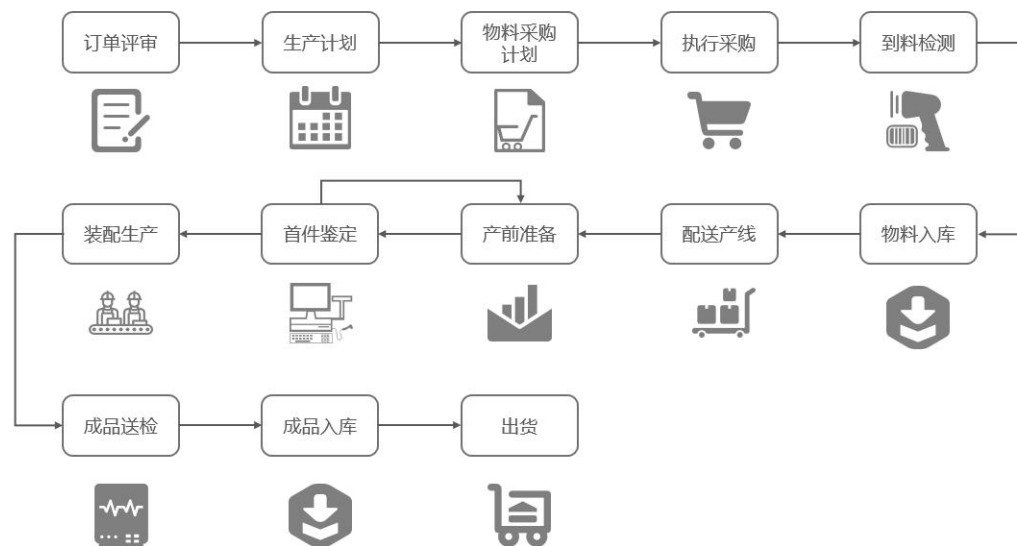 订单评审
生产计划
物料采购
计划
执行采购
到料检测
装配生产
首件鉴定
产前准备
配送产线
物料入库
成品送检
成品入库
出货